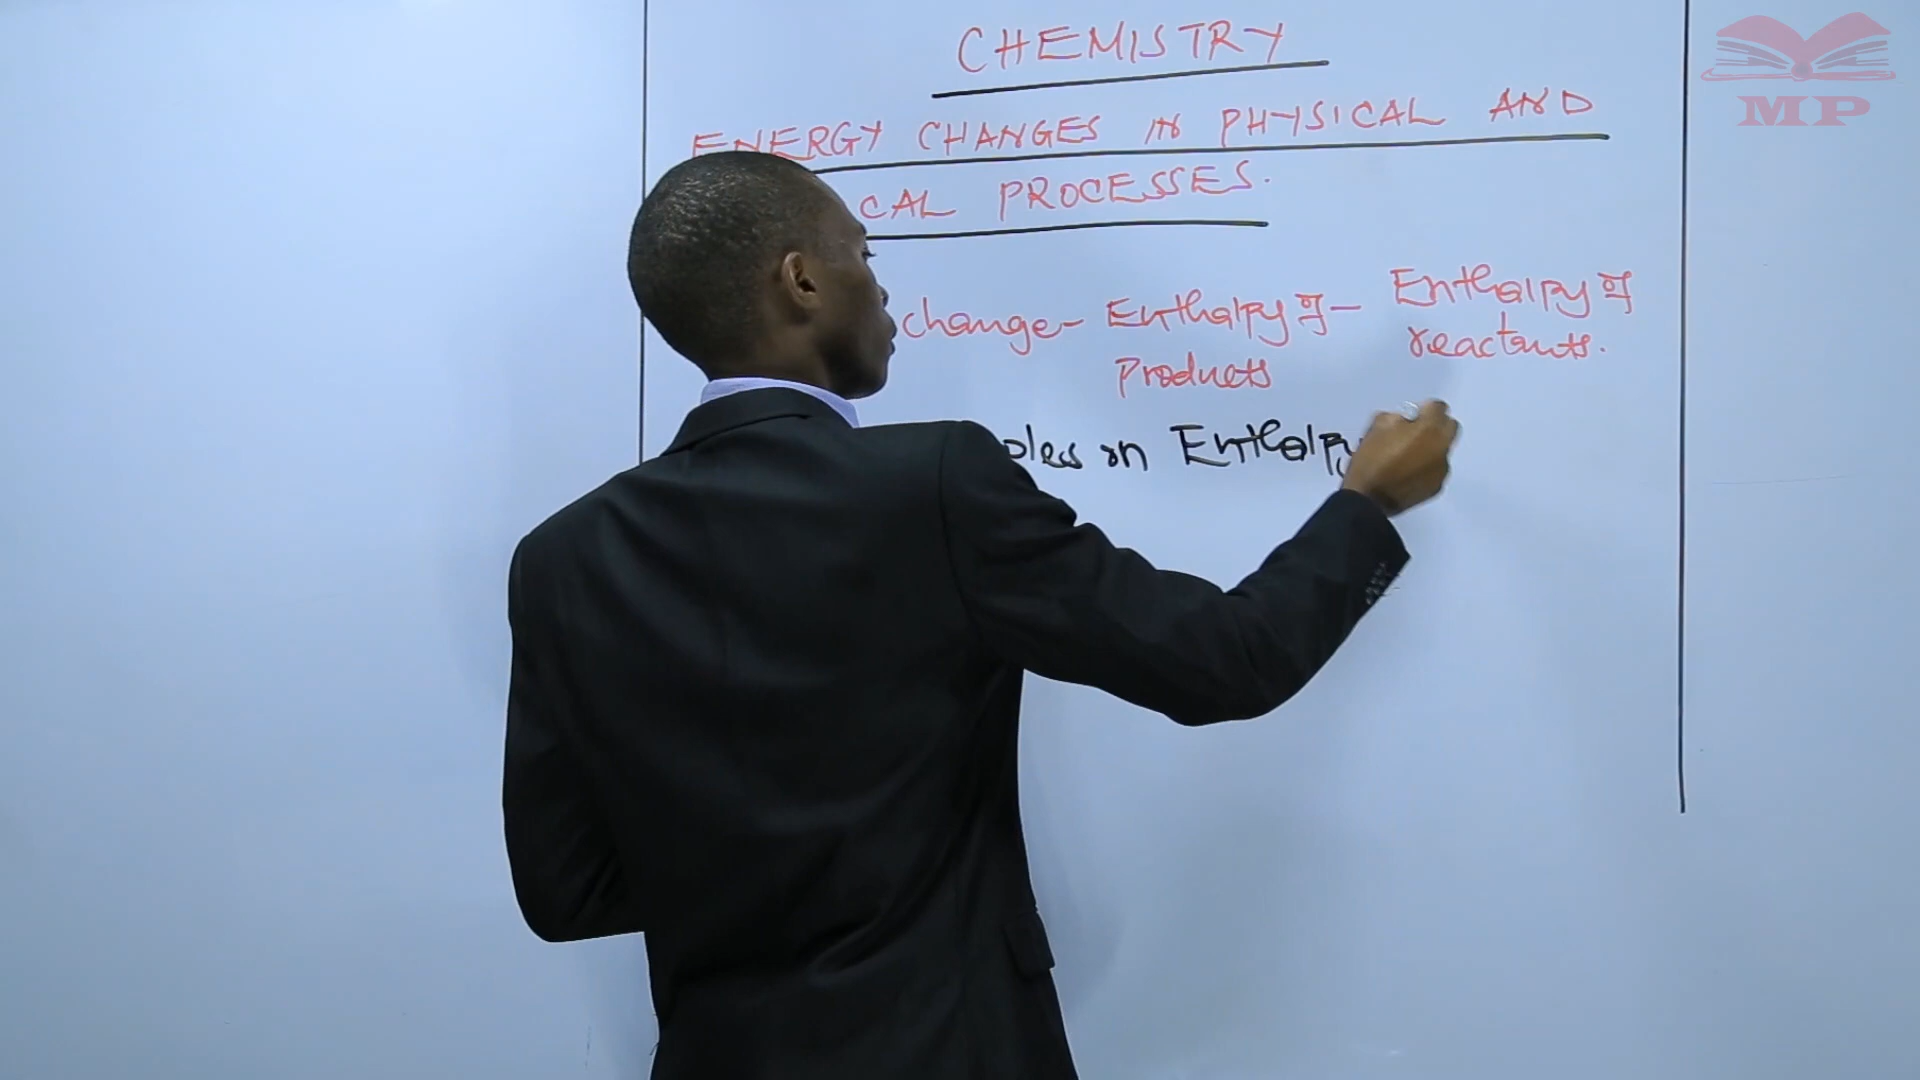 CHEMISTRY
ENERGY CHANGES IN PHYSICAL AND
CAL PROCESSES.
change - Enthalpy of - Enthalpy of
Products reactants.
ples on Enthalpy
MP